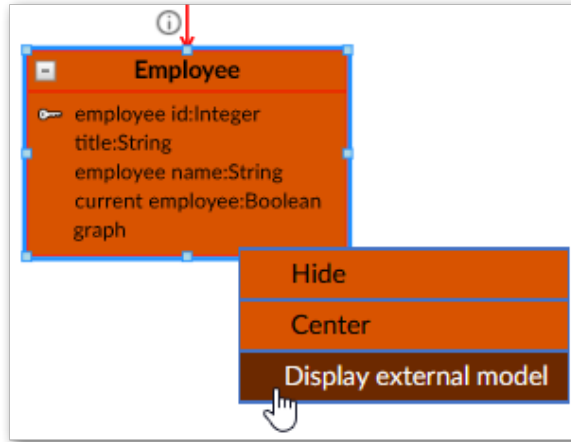 Employee
employee id:Integer
title:String
employee name:String
current employee:Boolean
graph
Hide
Center
Display external model